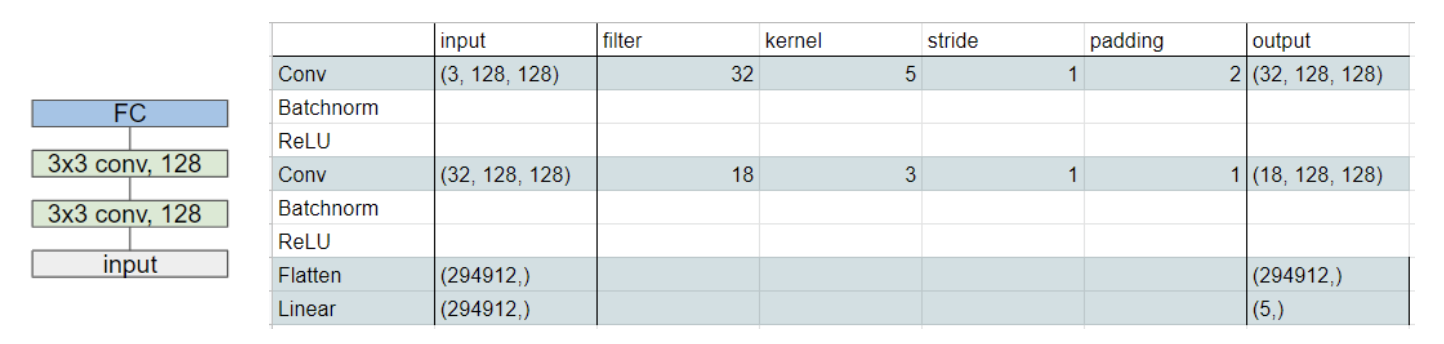 FC
3x3 conv, 128
3x3 conv, 128
input
input filter kernel stride padding output
Conv (3, 128, 128) 32 5 1 2 (32, 128, 128)
Batchnorm
ReLU
Conv (32, 128, 128) 18 3 1 1 (18, 128, 128)
Batchnorm
ReLU
Flatten (294912,) (294912,)
Linear (294912,) (5,)